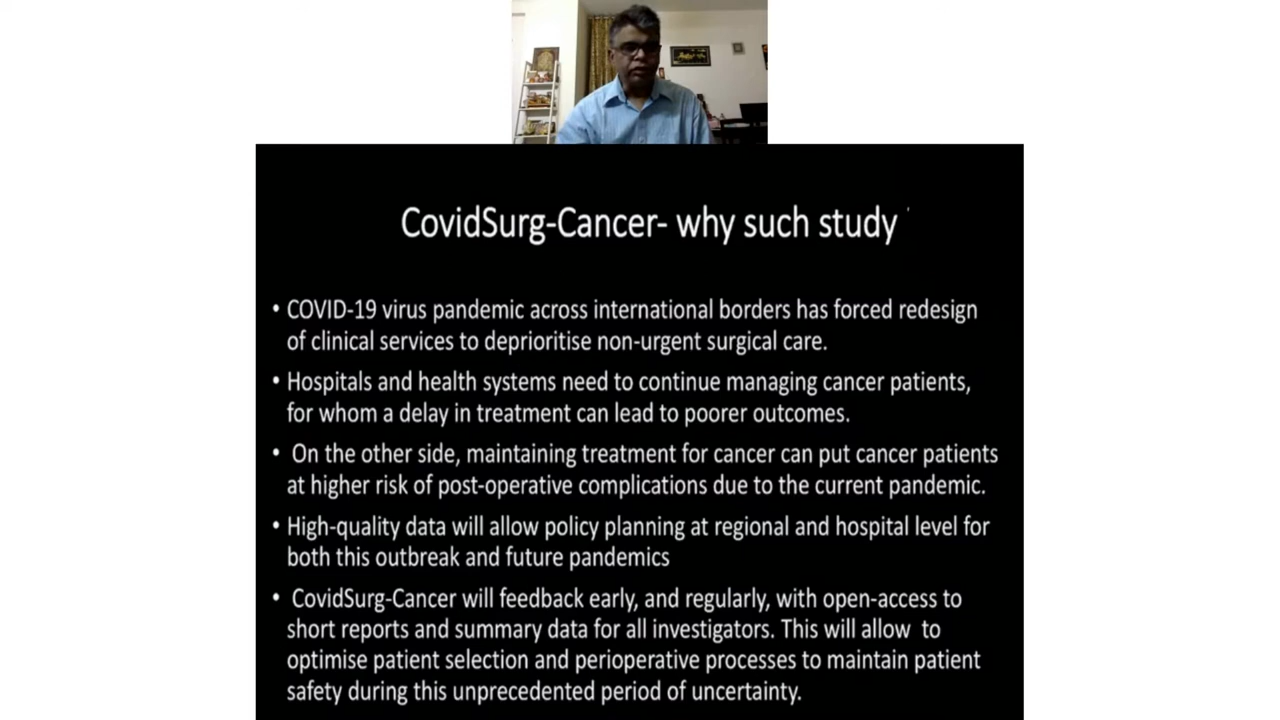 CovidSurg-Cancer- why such study
• COVID-19 virus pandemic across international borders has forced redesign
of clinical services to deprioritise non-urgent surgical care.
• Hospitals and health systems need to continue managing cancer patients,
for whom a delay in treatment can lead to poorer outcomes.
• On the other side, maintaining treatment for cancer can put cancer patients
at higher risk of post-operative complications due to the current pandemic.
• High-quality data will allow policy planning at regional and hospital level for
both this outbreak and future pandemics
• CovidSurg-Cancer will feedback early, and regularly, with open-access to
short reports and summary data for all investigators. This will allow to
optimise patient selection and perioperative processes to maintain patient
safety during this unprecedented period of uncertainty.